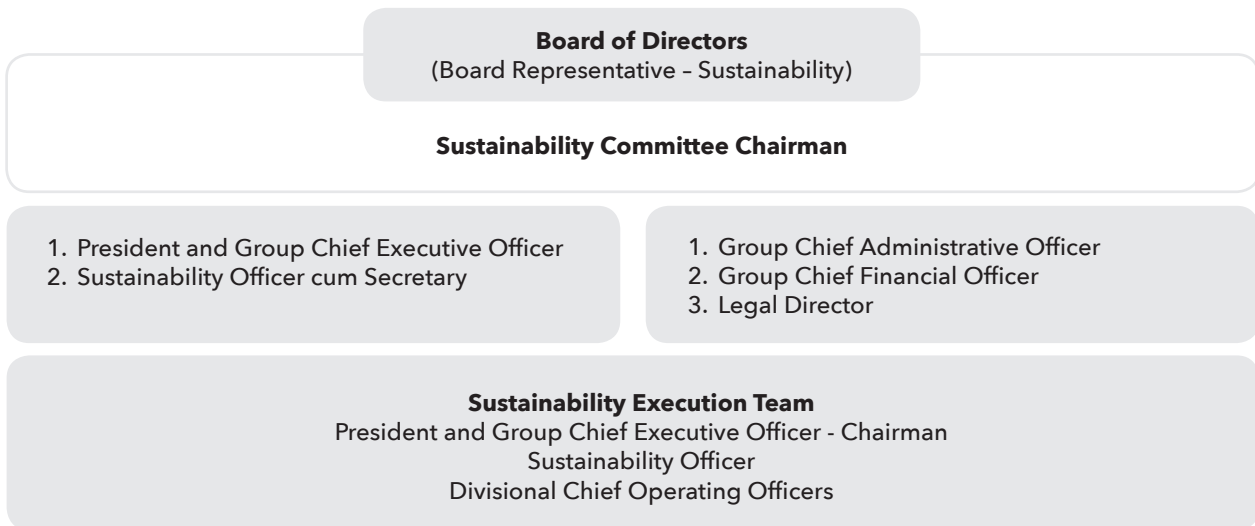 Board of Directors
(Board Representative – Sustainability)
Sustainability Committee Chairman
1. President and Group Chief Executive Officer
2. Sustainability Officer cum Secretary
1. Group Chief Administrative Officer
2. Group Chief Financial Officer
3. Legal Director
Sustainability Execution Team
President and Group Chief Executive Officer - Chairman
Sustainability Officer
Divisional Chief Operating Officers